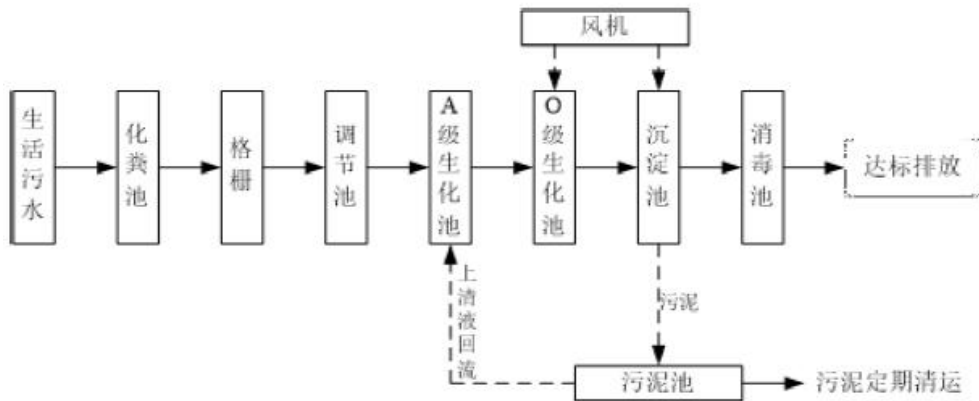 风机
生活污水
化粪池
格栅
调节池
A级生化池
O级生化池
沉淀池
消毒池
达标排放
上清液回流
污泥
污泥池
污泥定期清运